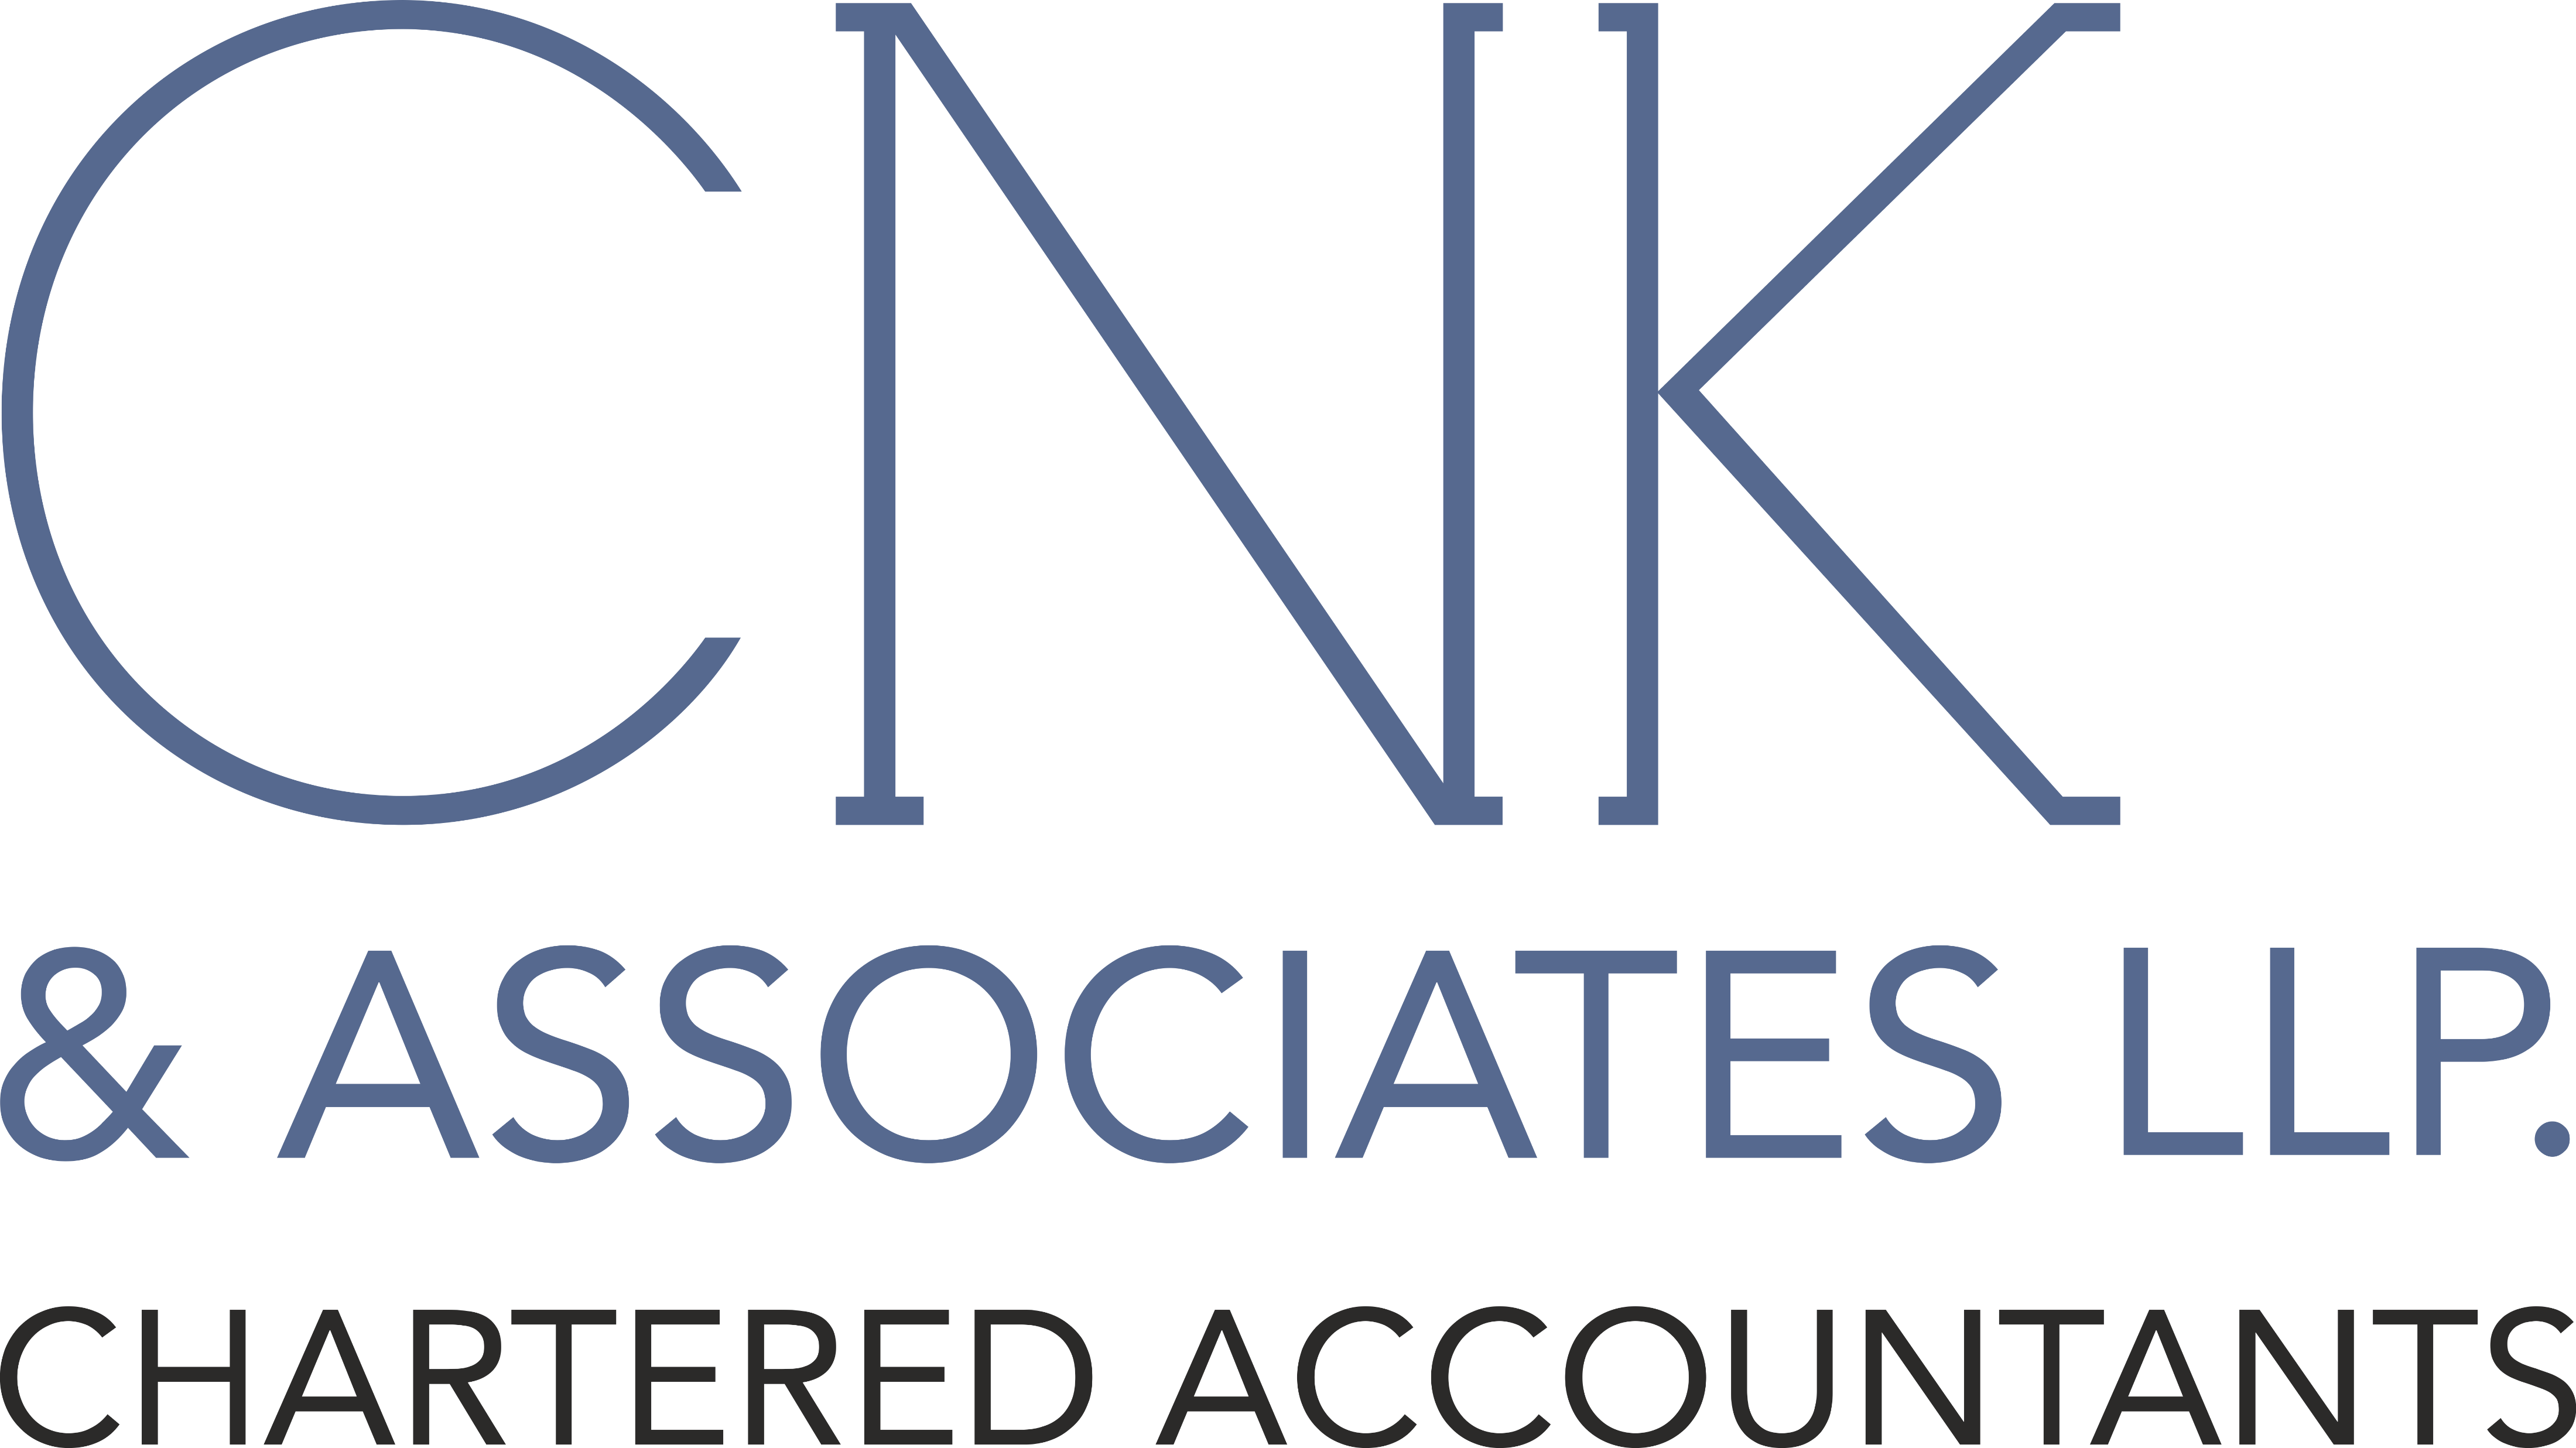 CNK
& ASSOCIATES LLP.
CHARTERED ACCOUNTANTS